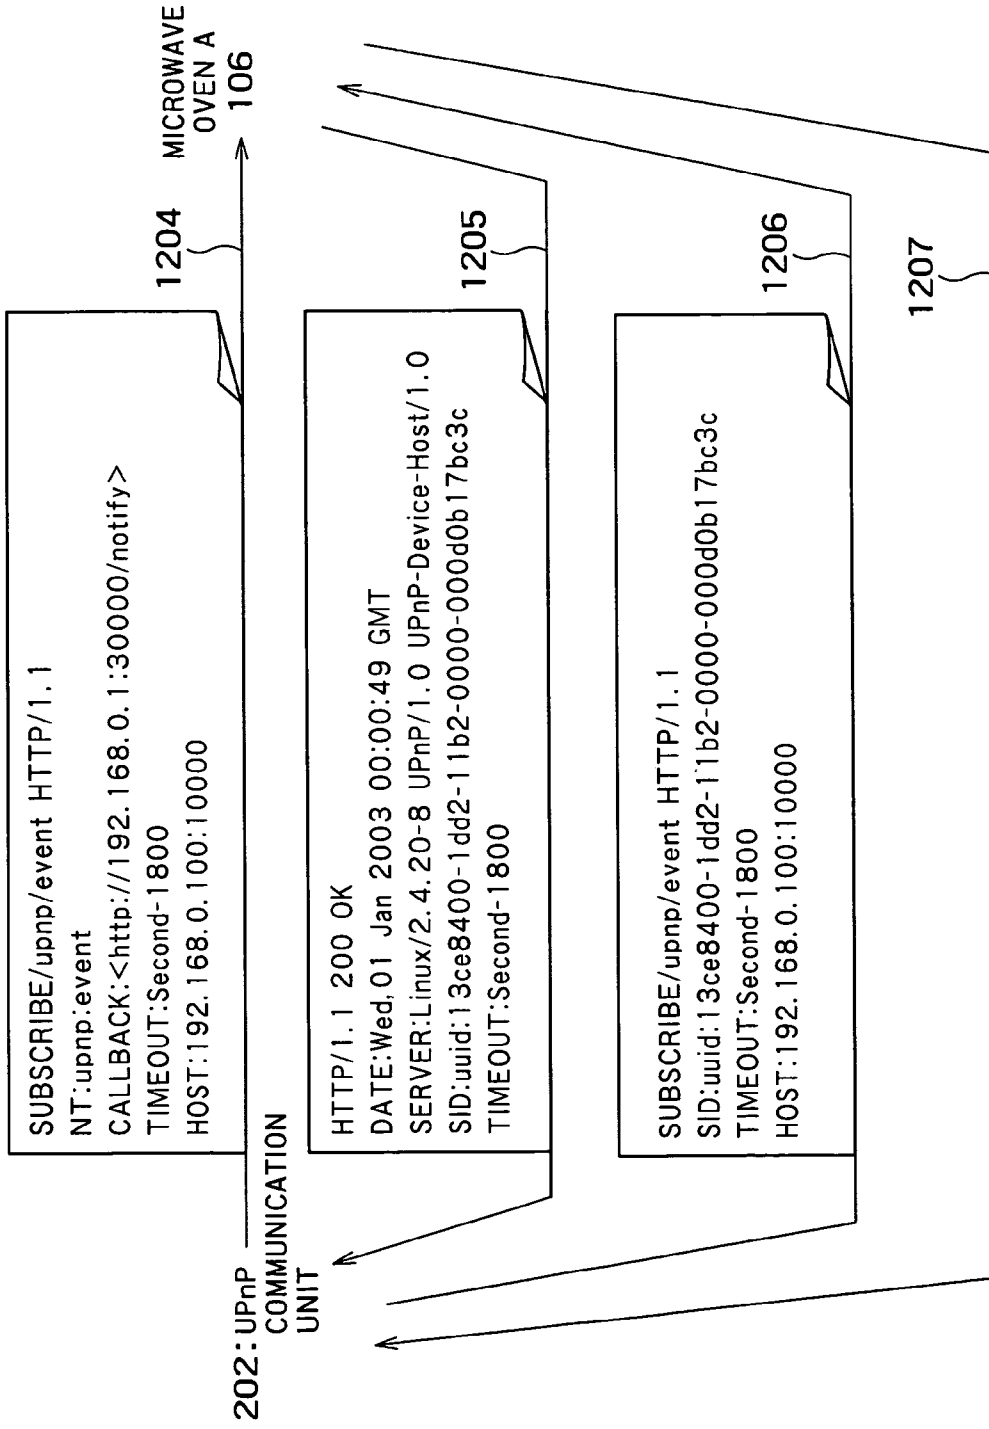 202:UPnP
COMMUNICATION
UNIT
MICROWAVE
OVEN A
106
SUBSCRIBE/upnp/event HTTP/1.1
NT:upnp:event
CALLBACK:<http://192.168.0.1:30000/notify>
TIMEOUT:Second-1800
HOST:192.168.0.100:10000
1204
HTTP/1.1 200 OK
DATE:Wed,01 Jan 2003 00:00:49 GMT
SERVER:Linux/2.4.20-8 UPnP/1.0 UPnP-Device-Host/1.0
SID:uuid:13ce8400-1dd2-11b2-0000-000d0b17bc3c
TIMEOUT:Second-1800
1205
SUBSCRIBE/upnp/event HTTP/1.1
SID:uuid:13ce8400-1dd2-11b2-0000-000d0b17bc3c
TIMEOUT:Second-1800
HOST:192.168.0.100:10000
1206
1207